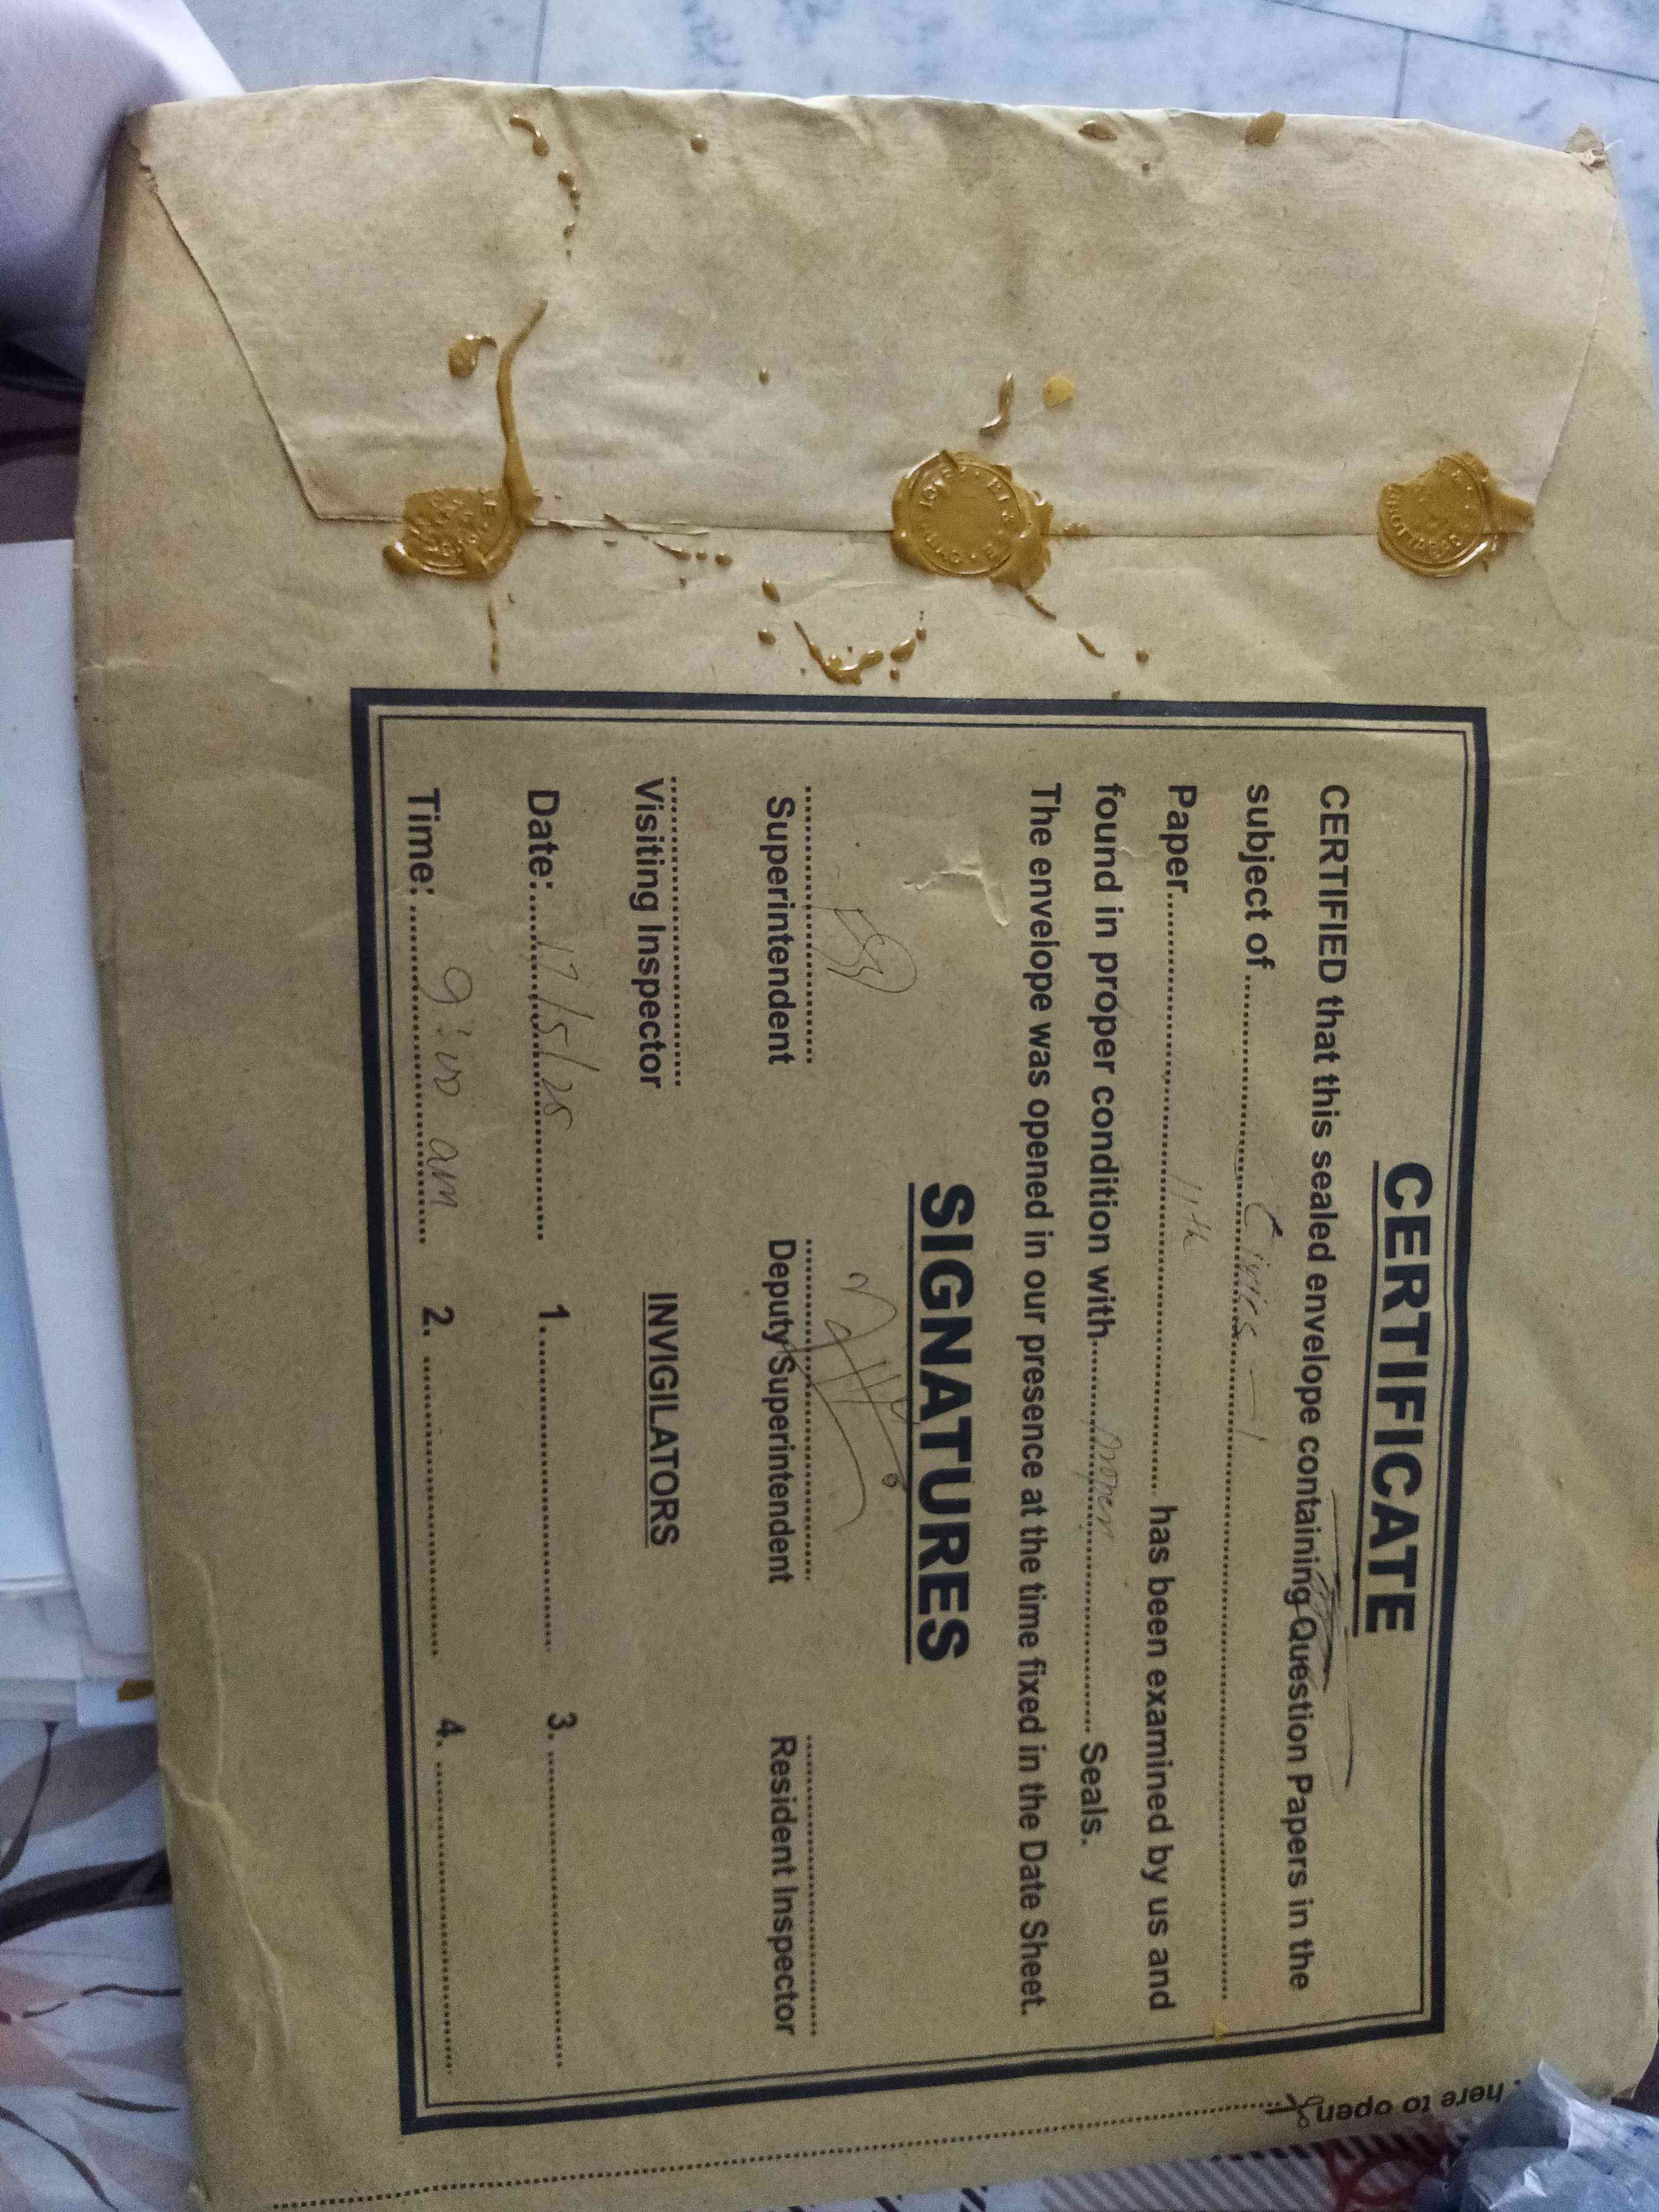 CERTIFICATE
CERTIFIED that this sealed envelope containing Question Papers in the
subject of .......... Civics - I ..........
Paper.......... 11th .......... has been examined by us and
found in proper condition with.......... proper .......... Seals.
The envelope was opened in our presence at the time fixed in the Date Sheet.
SIGNATURES
Superintendent Deputy Superintendent Resident Inspector
Visiting Inspector INVIGILATORS
Date: 17/5/25 1. 3.
Time: 9:00 am 2. 4.
here to open